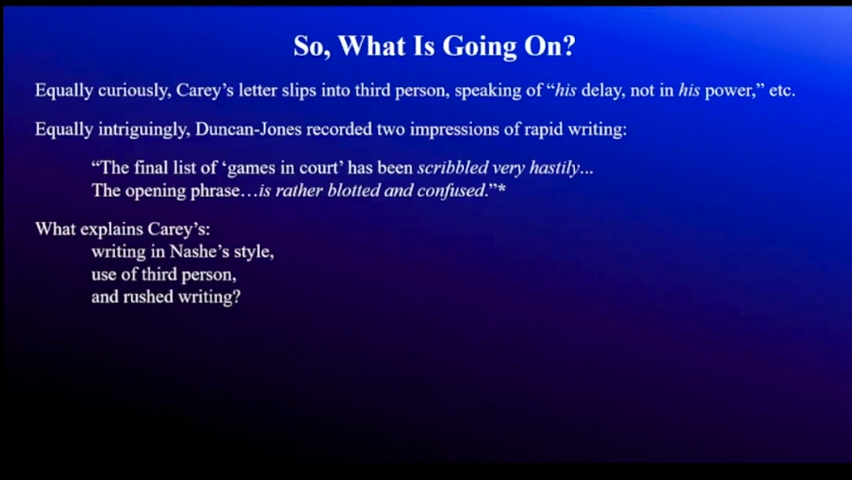 So, What Is Going On?
Equally curiously, Carey’s letter slips into third person, speaking of “his delay, not in his power,” etc.
Equally intriguingly, Duncan-Jones recorded two impressions of rapid writing:
“The final list of ‘games in court’ has been scribbled very hastily...
The opening phrase…is rather blotted and confused.”*
What explains Carey’s:
writing in Nashe’s style,
use of third person,
and rushed writing?